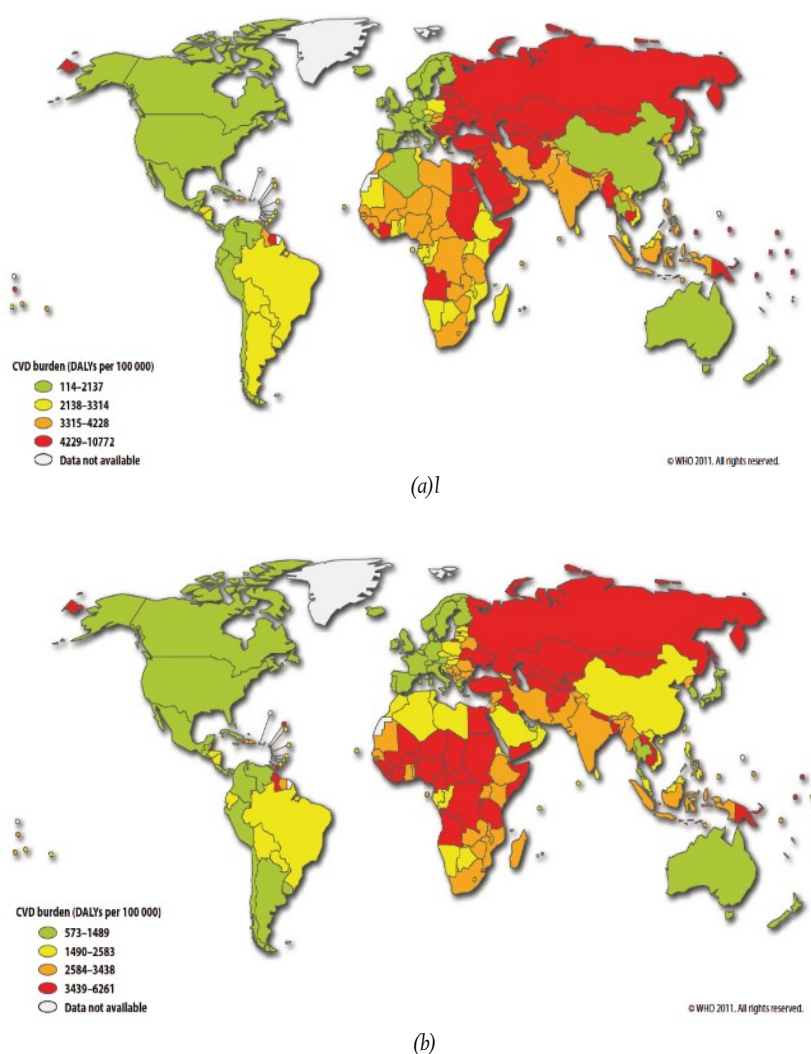 CVD burden (DALYs per 100 000)
114–2137
2138–3314
3315–4228
4229–10772
Data not available
© WHO 2011. All rights reserved.
(a)l
CVD burden (DALYs per 100 000)
573–1489
1490–2583
2584–3438
3439–6261
Data not available
© WHO 2011. All rights reserved.
(b)